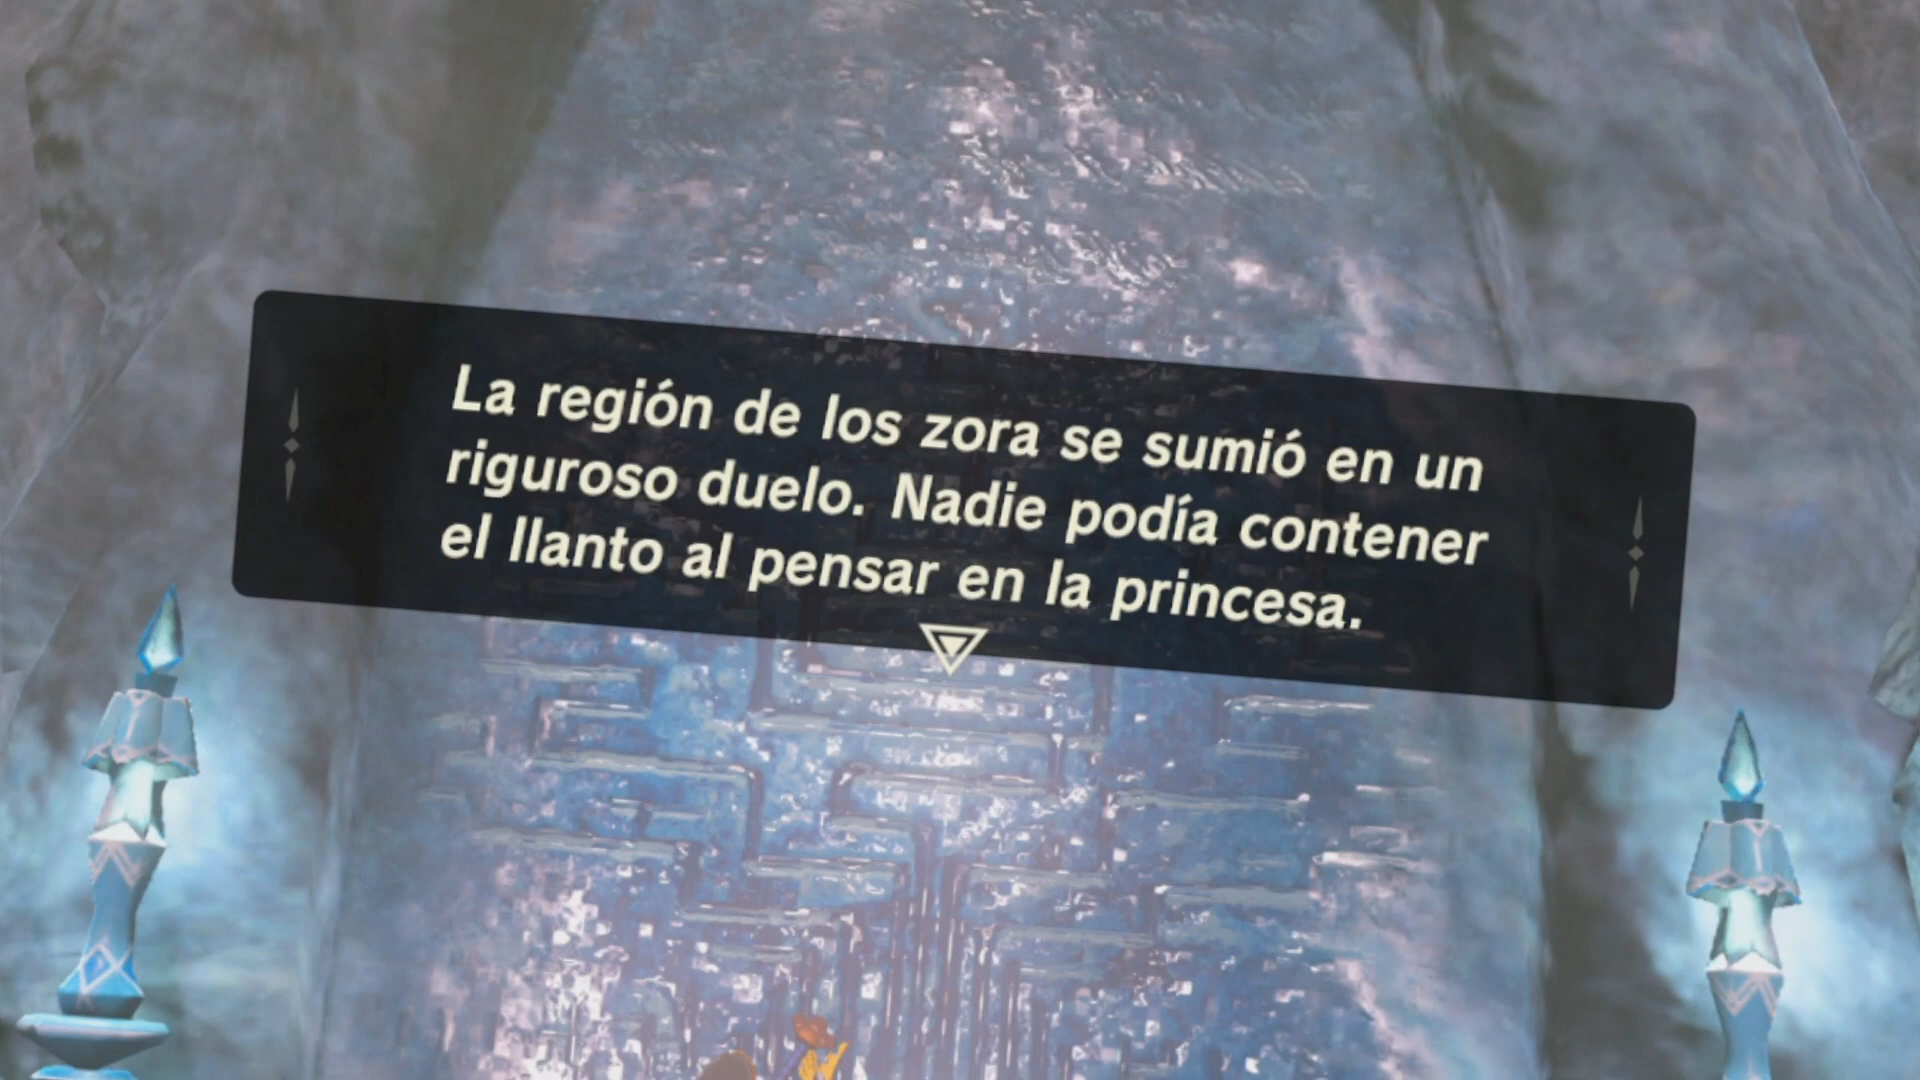 La región de los zora se sumió en un
riguroso duelo. Nadie podía contener
el llanto al pensar en la princesa.